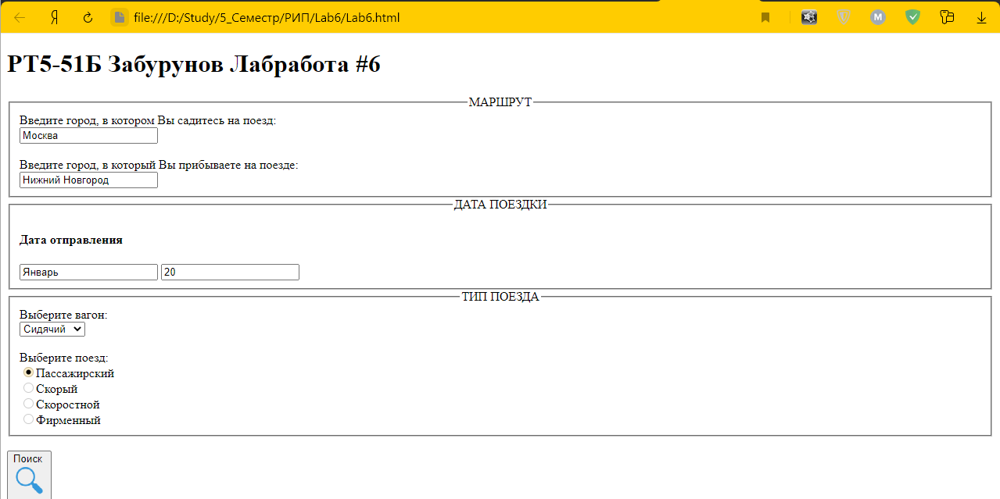 file:///D:/Study/5_Семестр/РИП/Lab6/Lab6.html
РТ5-51Б Забурунов Лабработа #6
МАРШРУТ
Введите город, в котором Вы садитесь на поезд:
Москва
Введите город, в который Вы прибываете на поезде:
Нижний Новгород
ДАТА ПОЕЗДКИ
Дата отправления
Январь 20
ТИП ПОЕЗДА
Выберите вагон:
Сидячий
Выберите поезд:
Пассажирский
Скорый
Скоростной
Фирменный
Поиск